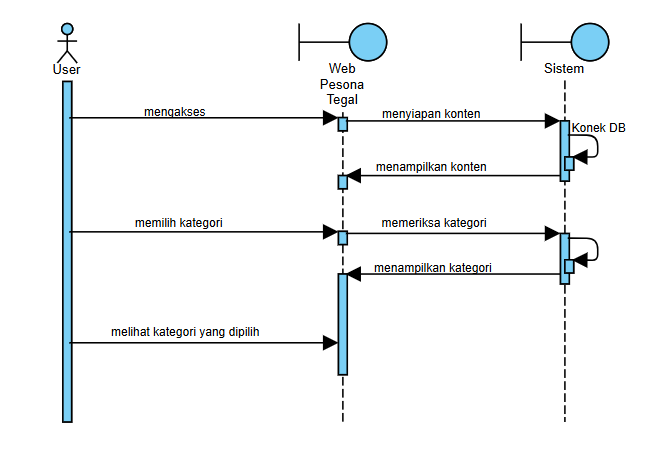 User
Web
Pesona
Tegal
Sistem
mengakses
menyiapan konten
Konek DB
menampilkan konten
memilih kategori
memeriksa kategori
menampilkan kategori
melihat kategori yang dipilih